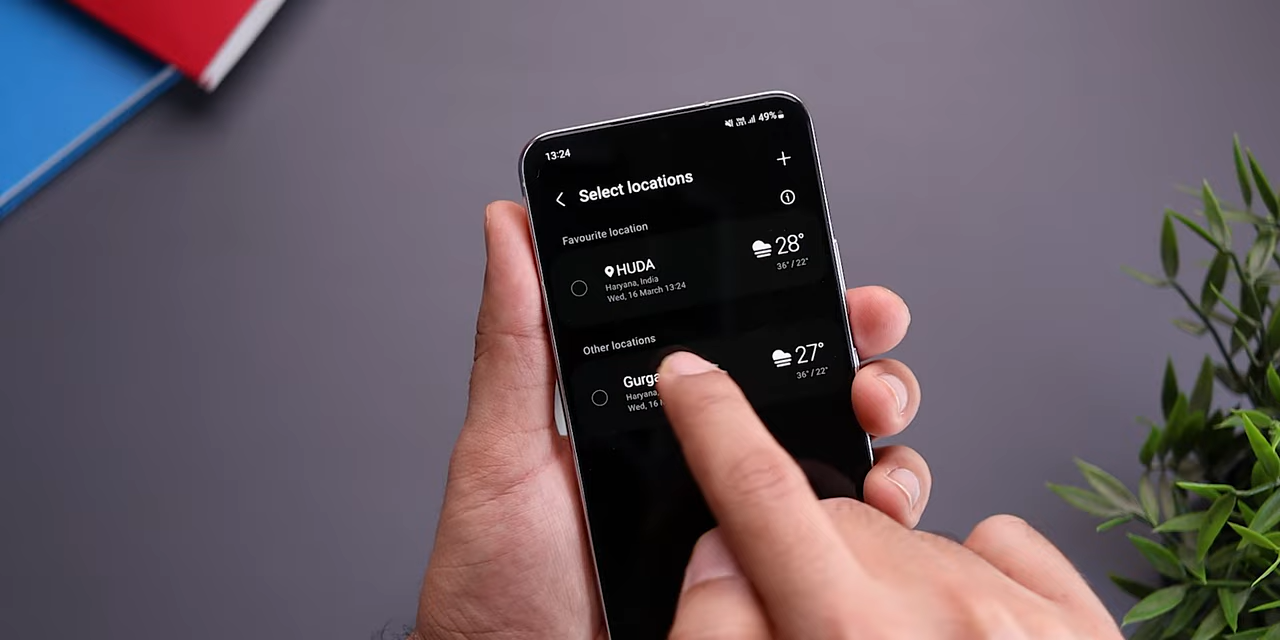 13:24
49%
Select locations
Favourite location
HUDA
28°
Haryana, India
36° / 22°
Wed, 16 March 13:24
Other locations
27°
Haryana,
36° / 22°
Wed, 16